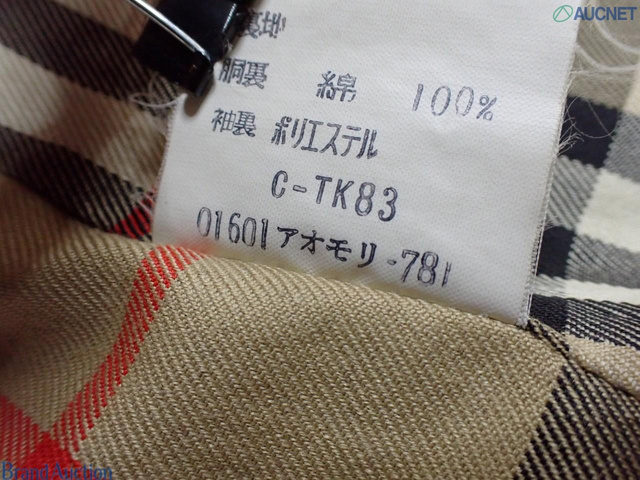 AUCNET
裏地
胴裏 綿 100%
袖裏 ポリエステル
C-TK83
01601アオモリ-781
Brand Auction